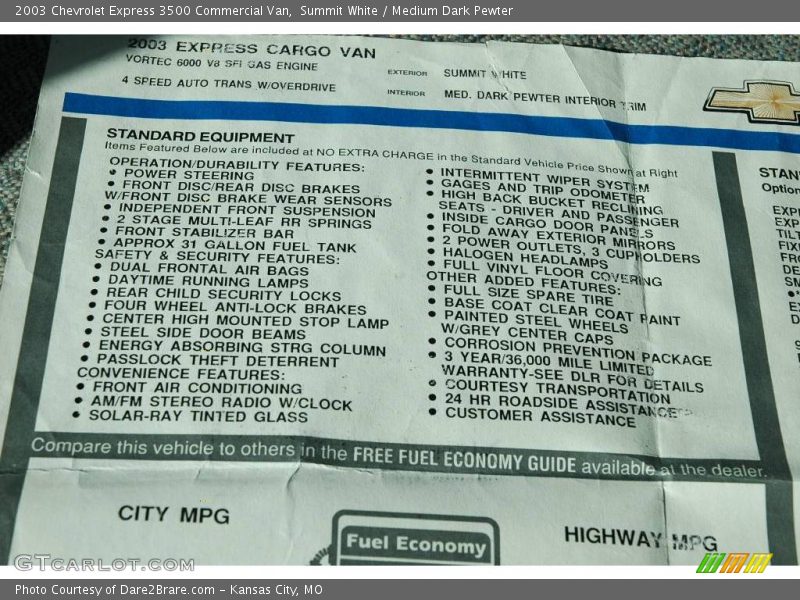 2003 Chevrolet Express 3500 Commercial Van,  Summit White / Medium Dark Pewter
2003 EXPRESS CARGO VAN
VORTEC 6000 V8 SFI GAS ENGINE
4 SPEED AUTO TRANS W/OVERDRIVE
EXTERIOR SUMMIT WHITE
INTERIOR MED. DARK PEWTER INTERIOR TRIM
STANDARD EQUIPMENT
Items Featured Below are included at NO EXTRA CHARGE in the Standard Vehicle Price Shown at Right
OPERATION/DURABILITY FEATURES:
• POWER STEERING
• FRONT DISC/REAR DISC BRAKES
W/FRONT DISC BRAKE WEAR SENSORS
• INDEPENDENT FRONT SUSPENSION
• 2 STAGE MULTI-LEAF RR SPRINGS
• FRONT STABILIZER BAR
• APPROX 31 GALLON FUEL TANK
SAFETY & SECURITY FEATURES:
• DUAL FRONTAL AIR BAGS
• DAYTIME RUNNING LAMPS
• REAR CHILD SECURITY LOCKS
• FOUR WHEEL ANTI-LOCK BRAKES
• CENTER HIGH MOUNTED STOP LAMP
• STEEL SIDE DOOR BEAMS
• ENERGY ABSORBING STRG COLUMN
• PASSLOCK THEFT DETERRENT
CONVENIENCE FEATURES:
• FRONT AIR CONDITIONING
• AM/FM STEREO RADIO W/CLOCK
• SOLAR-RAY TINTED GLASS
• INTERMITTENT WIPER SYSTEM
• GAGES AND TRIP ODOMETER
• HIGH BACK BUCKET RECLINING
SEATS - DRIVER AND PASSENGER
• INSIDE CARGO DOOR PANELS
• FOLD AWAY EXTERIOR MIRRORS
• 2 POWER OUTLETS, 3 CUPHOLDERS
• HALOGEN HEADLAMPS
• FULL VINYL FLOOR COVERING
OTHER ADDED FEATURES:
• FULL SIZE SPARE TIRE
• BASE COAT CLEAR COAT PAINT
• PAINTED STEEL WHEELS
W/GREY CENTER CAPS
• CORROSION PREVENTION PACKAGE
• 3 YEAR/36,000 MILE LIMITED
WARRANTY-SEE DLR FOR DETAILS
• COURTESY TRANSPORTATION
• 24 HR ROADSIDE ASSISTANCE
• CUSTOMER ASSISTANCE
STAN
Option
Compare this vehicle to others in the FREE FUEL ECONOMY GUIDE available at the dealer.
CITY MPG
Fuel Economy
HIGHWAY MPG
GTcarlot.com
Photo Courtesy of Dare2Brare.com - Kansas City, MO